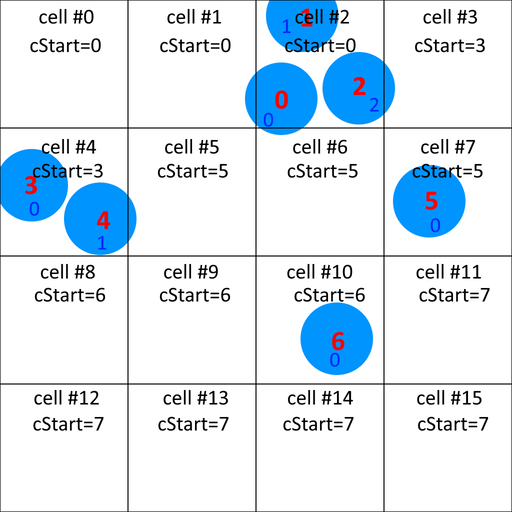 cell #0
cStart=0
cell #1
cStart=0
cell #2
1
1
cStart=0
cell #3
cStart=3
0
0
2
2
cell #4
cStart=3
3
0
4
1
cell #5
cStart=5
cell #6
cStart=5
cell #7
cStart=5
5
0
cell #8
cStart=6
cell #9
cStart=6
cell #10
cStart=6
6
0
cell #11
cStart=7
cell #12
cStart=7
cell #13
cStart=7
cell #14
cStart=7
cell #15
cStart=7